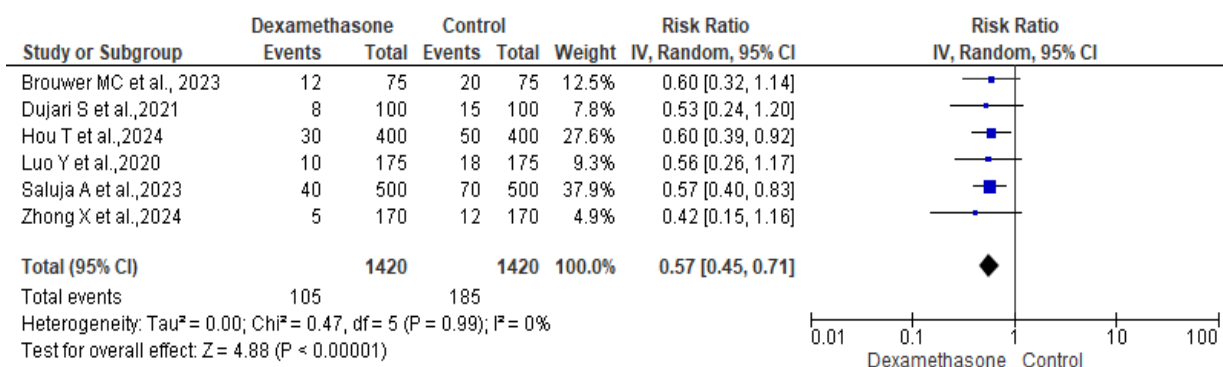 Dexamethasone Control Risk Ratio Risk Ratio
Study or Subgroup Events Total Events Total Weight IV, Random, 95% CI IV, Random, 95% CI
Brouwer MC et al., 2023 12 75 20 75 12.5% 0.60 [0.32, 1.14]
Dujari S et al.,2021 8 100 15 100 7.8% 0.53 [0.24, 1.20]
Hou T et al.,2024 30 400 50 400 27.6% 0.60 [0.39, 0.92]
Luo Y et al.,2020 10 175 18 175 9.3% 0.56 [0.26, 1.17]
Saluja A et al.,2023 40 500 70 500 37.9% 0.57 [0.40, 0.83]
Zhong X et al.,2024 5 170 12 170 4.9% 0.42 [0.15, 1.16]
Total (95% CI) 1420 1420 100.0% 0.57 [0.45, 0.71]
Total events 105 185
Heterogeneity: Tau² = 0.00; Chi² = 0.47, df = 5 (P = 0.99); I² = 0%
Test for overall effect: Z = 4.88 (P < 0.00001)
0.01 0.1 1 10 100
Dexamethasone Control